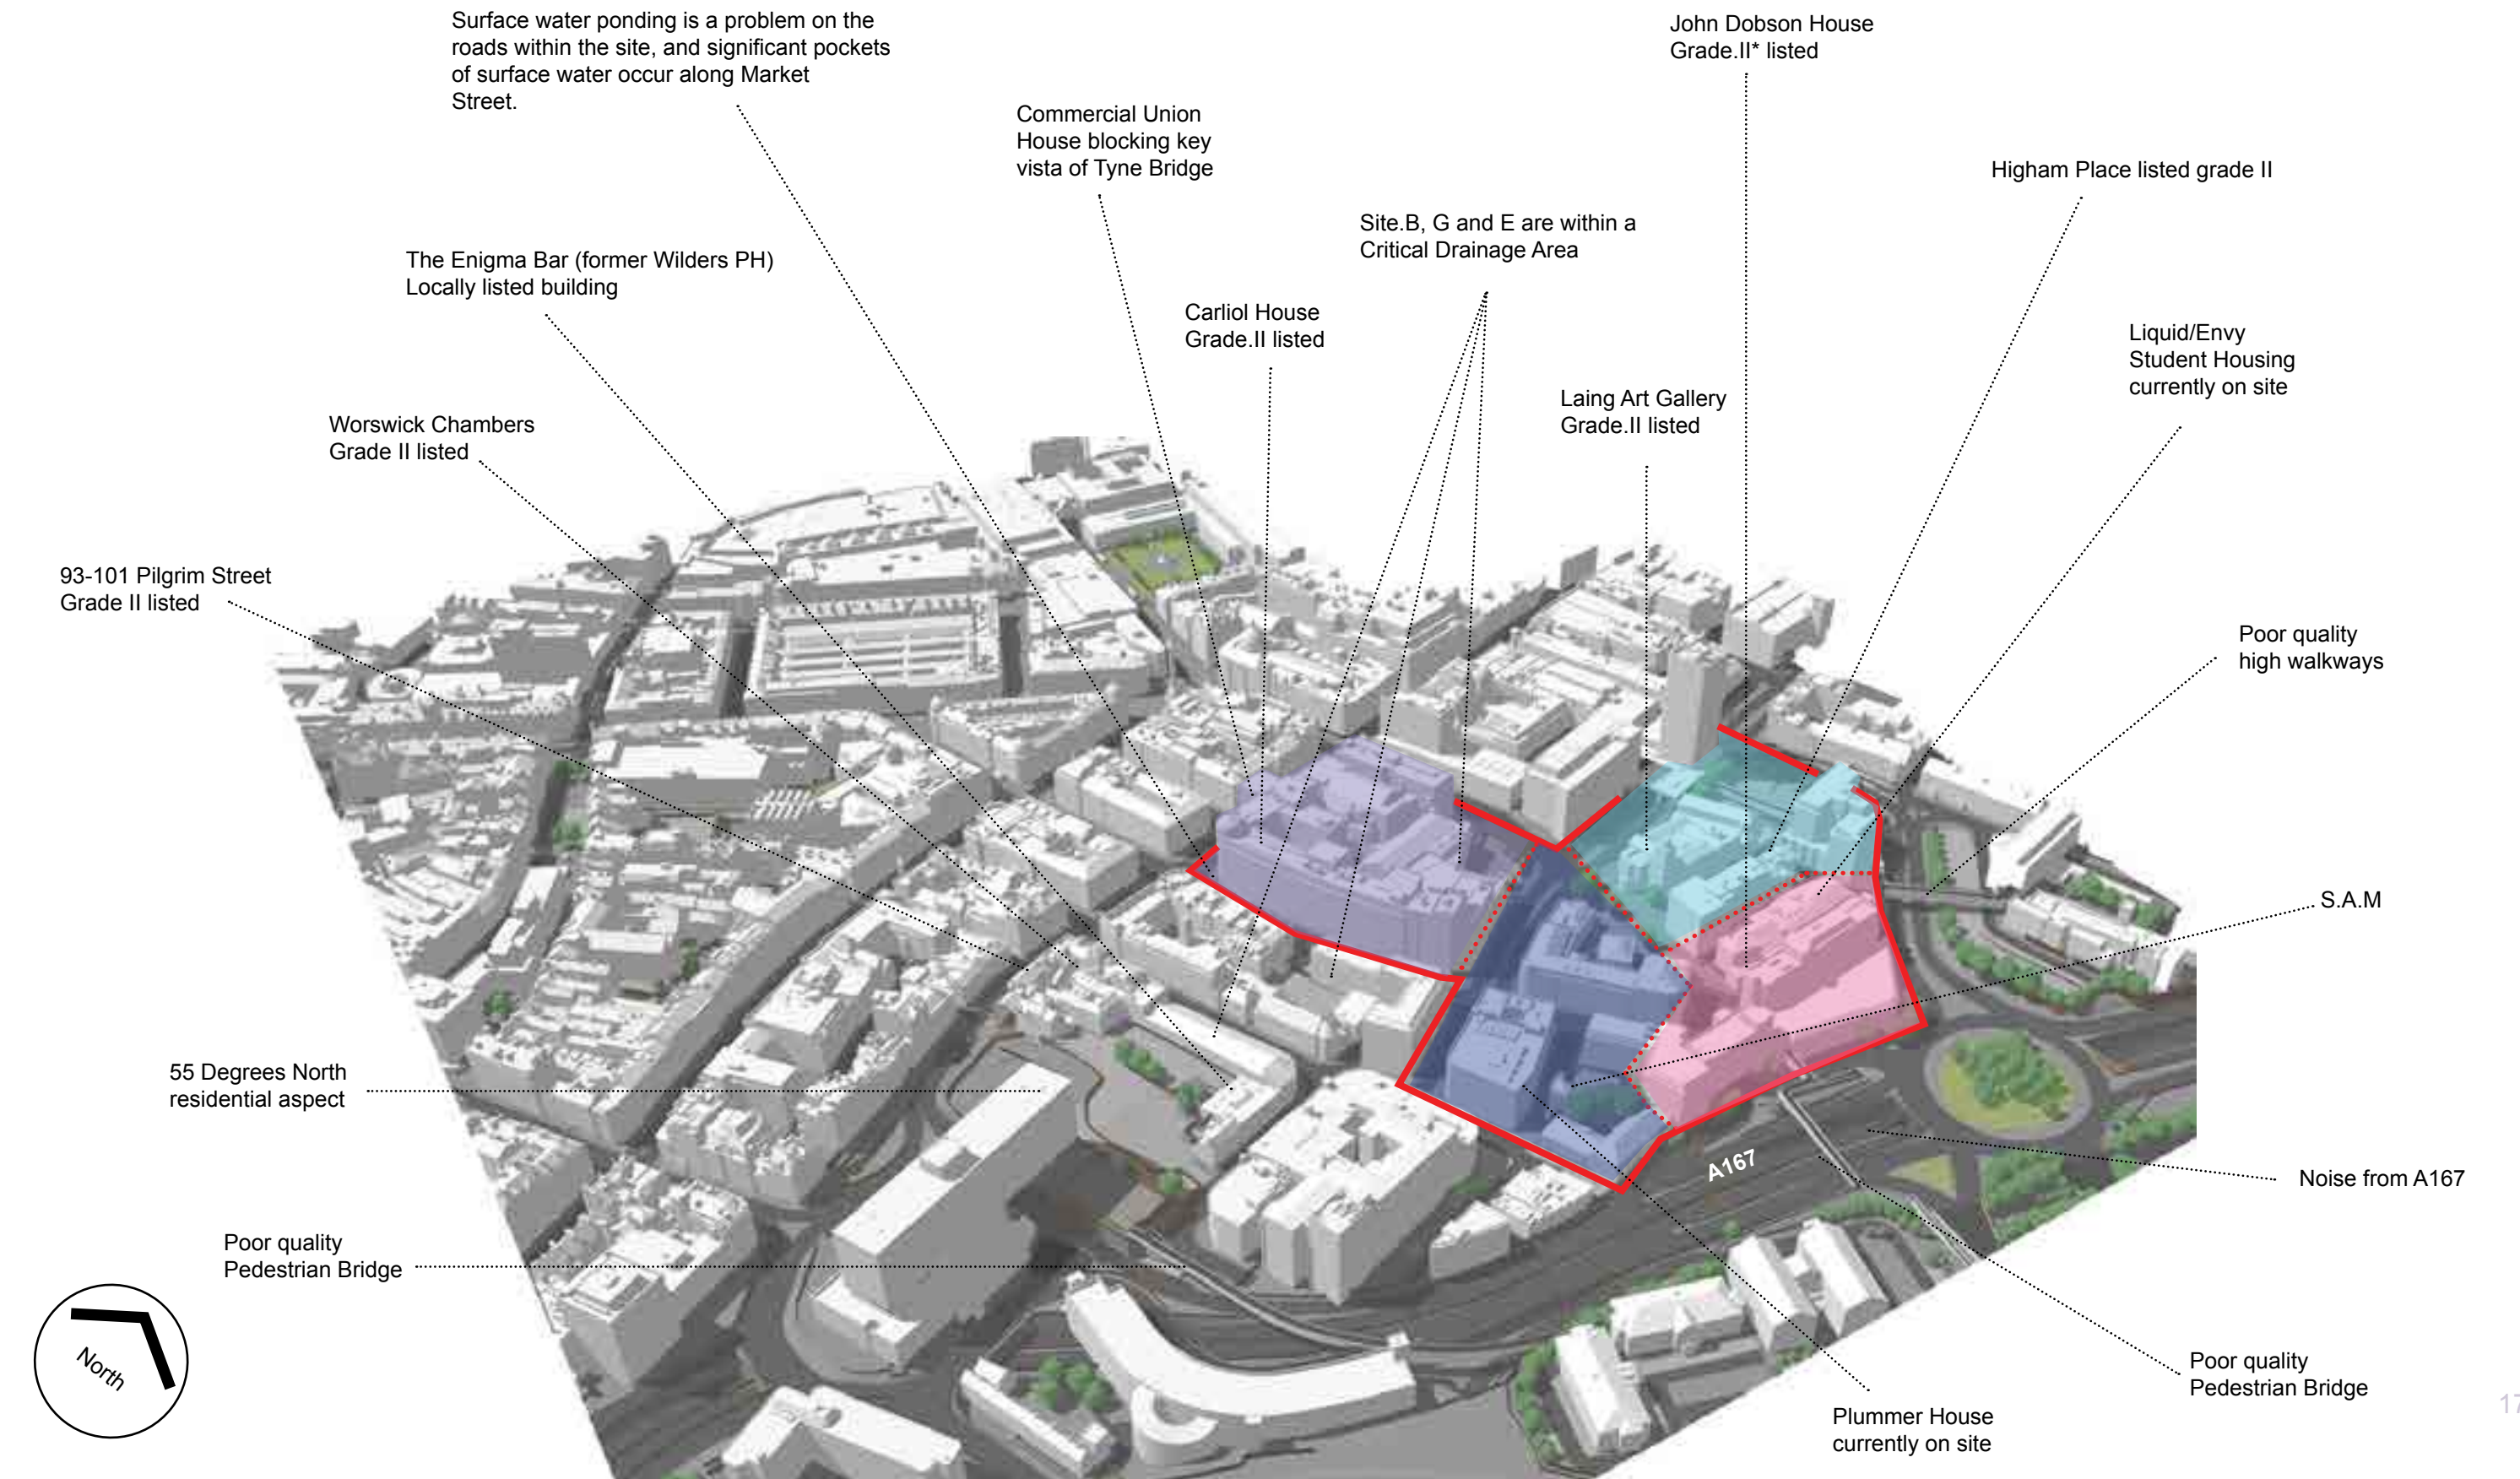 Surface water ponding is a problem on the
roads within the site, and significant pockets
of surface water occur along Market
Street.
John Dobson House
Grade.II* listed
Commercial Union
House blocking key
vista of Tyne Bridge
Higham Place listed grade II
Site.B, G and E are within a
Critical Drainage Area
The Enigma Bar (former Wilders PH)
Locally listed building
Carliol House
Grade.II listed
Liquid/Envy
Student Housing
currently on site
Laing Art Gallery
Grade.II listed
Worswick Chambers
Grade II listed
93-101 Pilgrim Street
Grade II listed
Poor quality
high walkways
S.A.M
55 Degrees North
residential aspect
A167
Noise from A167
Poor quality
Pedestrian Bridge
North
Poor quality
Pedestrian Bridge
Plummer House
currently on site
17